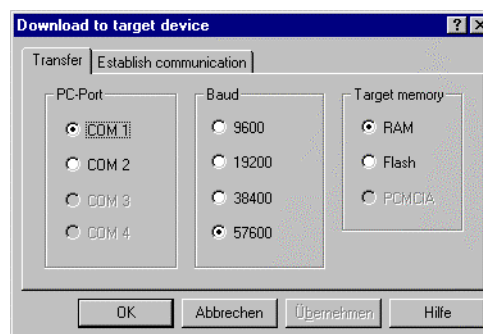 Download to target device
Transfer Establish communication
PC-Port Baud Target memory
COM 1 9600 RAM
COM 2 19200 Flash
COM 3 38400 PCMCIA
COM 4 57600
OK Abbrechen Übernehmen Hilfe